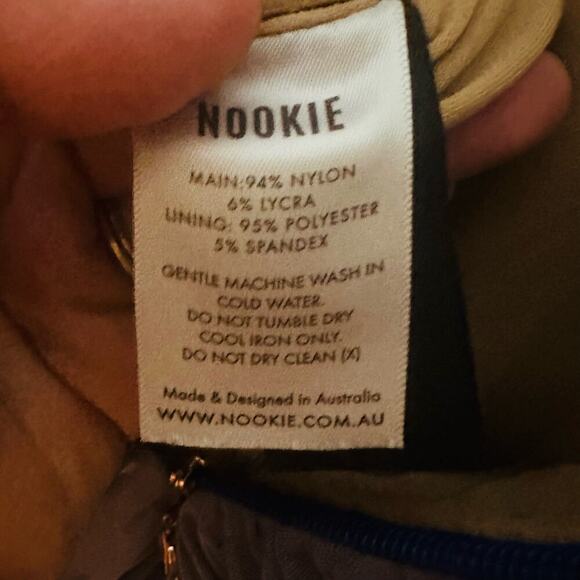 NOOKIE
MAIN:94% NYLON
6% LYCRA
LINING: 95% POLYESTER
5% SPANDEX
GENTLE MACHINE WASH IN
COLD WATER.
DO NOT TUMBLE DRY
COOL IRON ONLY.
DO NOT DRY CLEAN (X)
Made & Designed in Australia
WWW.NOOKIE.COM.AU